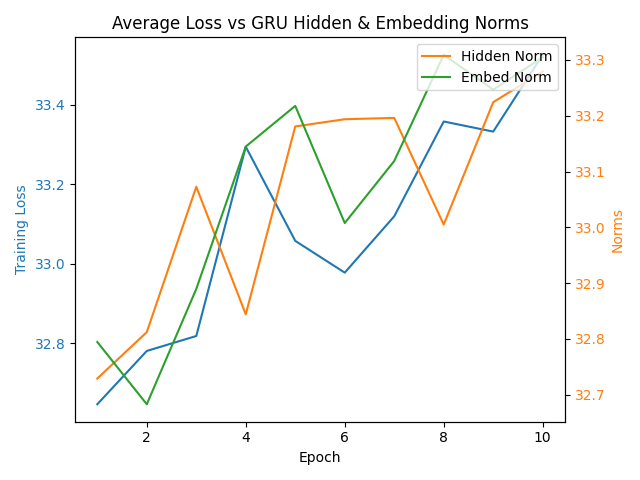 Average Loss vs GRU Hidden & Embedding Norms
Hidden Norm
Embed Norm
Training Loss
33.4
33.2
33.0
32.8
33.3
33.2
33.1
33.0
32.9
32.8
32.7
Norms
2
4
6
8
10
Epoch